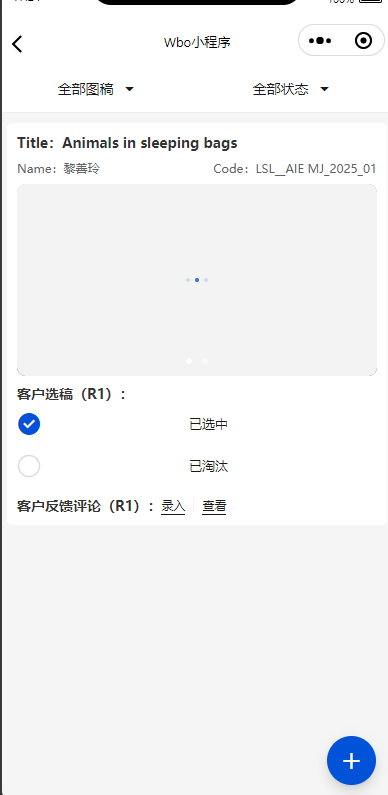 Wbo小程序
全部图稿 全部状态
Title：Animals in sleeping bags
Name：黎善玲 Code：LSL__AIE MJ_2025_01
客户选稿（R1）：
已选中
已淘汰
客户反馈评论（R1）：录入 查看